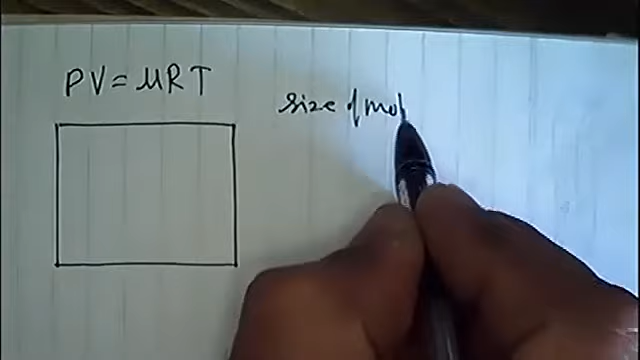 PV = μRT
size of mol